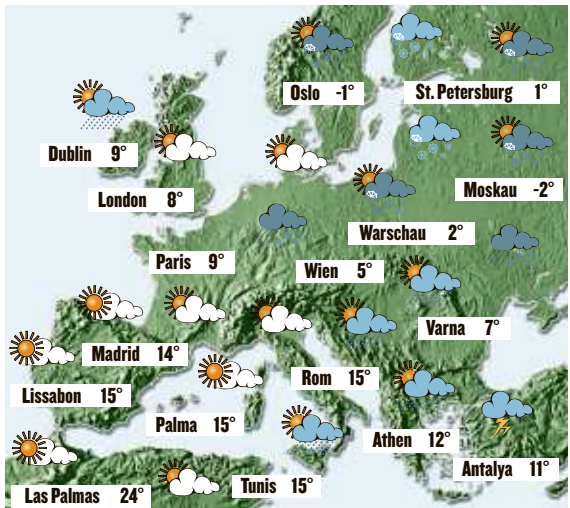 Oslo -1°
St. Petersburg 1°
Dublin 9°
London 8°
Moskau -2°
Warschau 2°
Paris 9°
Wien 5°
Varna 7°
Madrid 14°
Lissabon 15°
Rom 15°
Palma 15°
Athen 12°
Antalya 11°
Las Palmas 24°
Tunis 15°